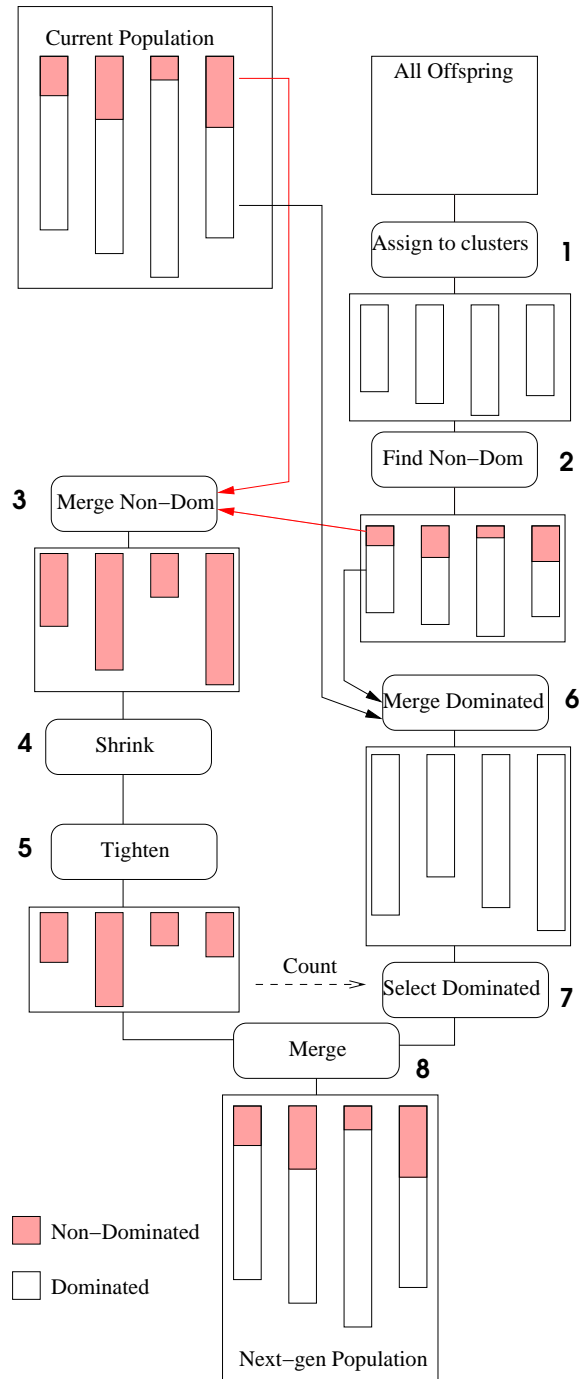 Current Population
All Offspring
Assign to clusters
1
Find Non−Dom
2
3
Merge Non−Dom
Merge Dominated
6
4
Shrink
5
Tighten
Count
Select Dominated
7
Merge
8
Non−Dominated
Dominated
Next−gen Population